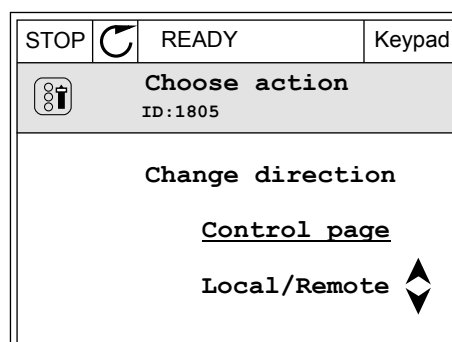 STOP READY Keypad
Choose action
ID:1805
Change direction
Control page
Local/Remote